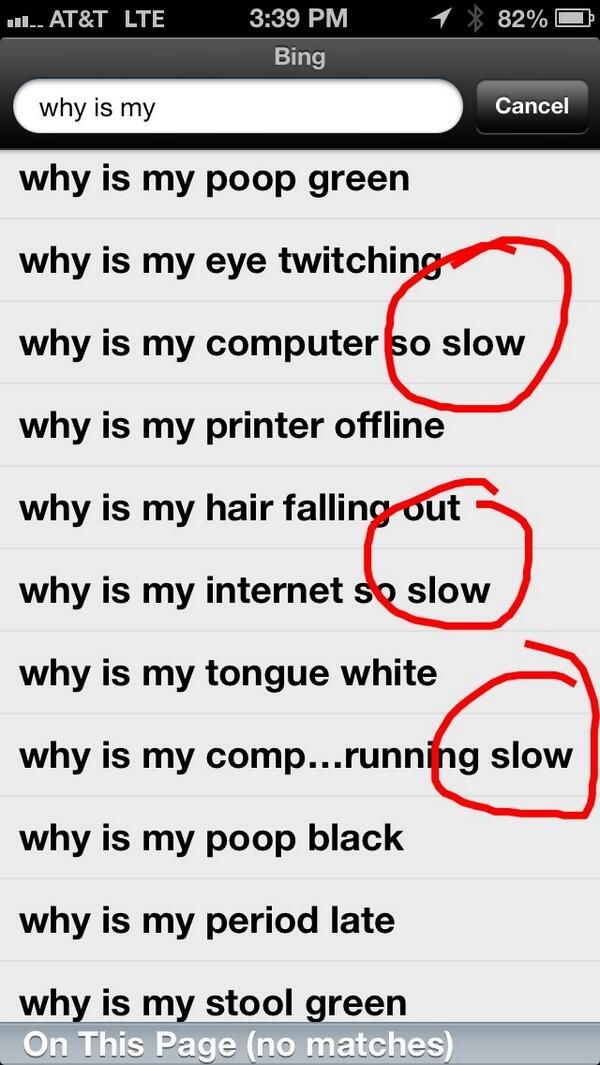 AT&T LTE 3:39 PM 82%
Bing
why is my Cancel
why is my poop green
why is my eye twitching
why is my computer so slow
why is my printer offline
why is my hair falling out
why is my internet so slow
why is my tongue white
why is my comp...running slow
why is my poop black
why is my period late
why is my stool green
On This Page (no matches)